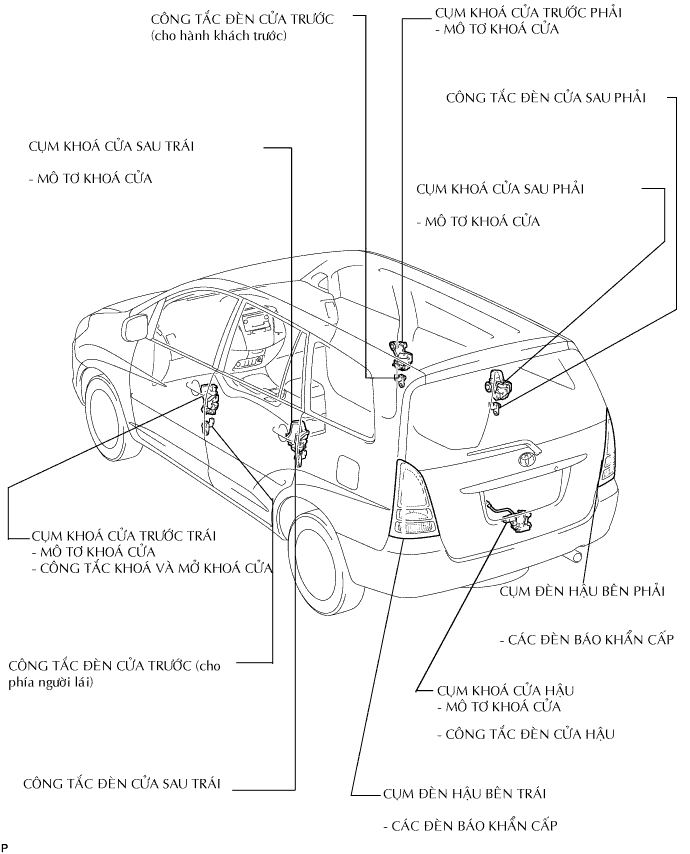 CÔNG TẮC ĐÈN CỬA TRƯỚC
(cho hành khách trước)
CỤM KHOÁ CỬA TRƯỚC PHẢI
- MÔ TƠ KHOÁ CỬA
CÔNG TẮC ĐÈN CỬA SAU PHẢI
CỤM KHOÁ CỬA SAU TRÁI
- MÔ TƠ KHOÁ CỬA
CỤM KHOÁ CỬA SAU PHẢI
- MÔ TƠ KHOÁ CỬA
CỤM KHOÁ CỬA TRƯỚC TRÁI
- MÔ TƠ KHOÁ CỬA
- CÔNG TẮC KHOÁ VÀ MỞ KHOÁ CỬA
CỤM ĐÈN HẬU BÊN PHẢI
- CÁC ĐÈN BÁO KHẨN CẤP
CÔNG TẮC ĐÈN CỬA TRƯỚC (cho
phía người lái)
CỤM KHOÁ CỬA HẬU
- MÔ TƠ KHOÁ CỬA
- CÔNG TẮC ĐÈN CỬA HẬU
CÔNG TẮC ĐÈN CỬA SAU TRÁI
CỤM ĐÈN HẬU BÊN TRÁI
- CÁC ĐÈN BÁO KHẨN CẤP
P